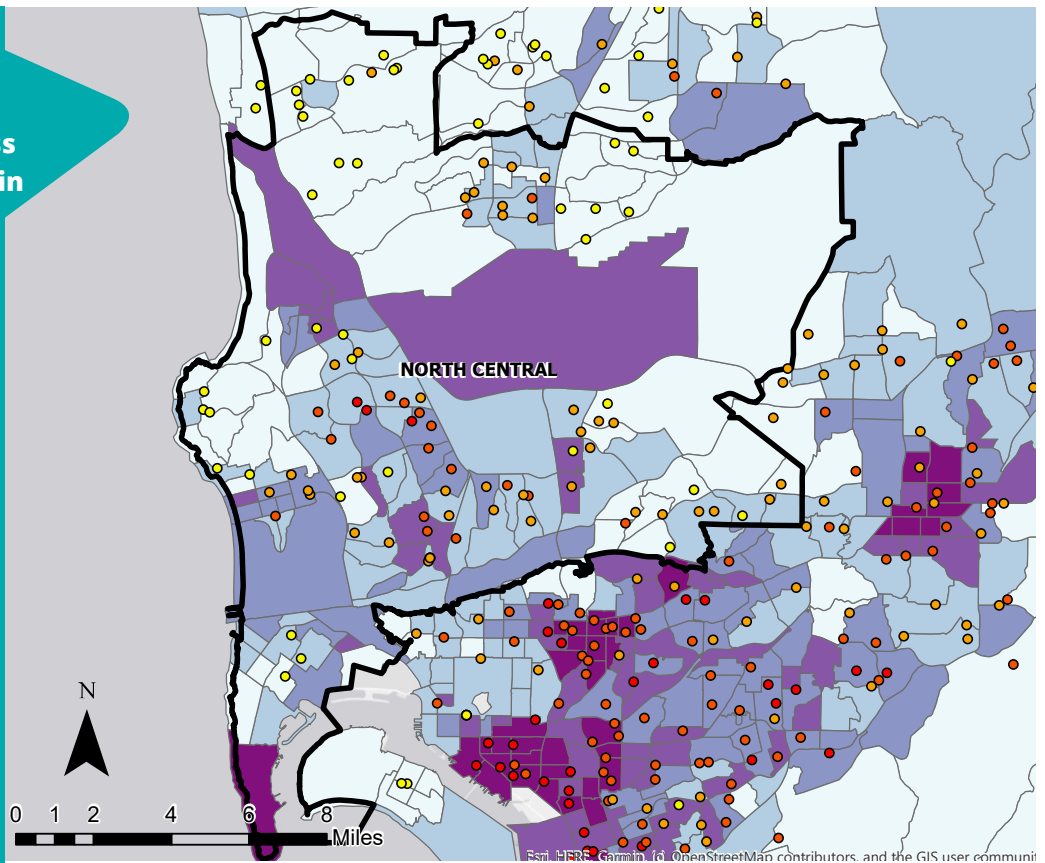 s
in
NORTH CENTRAL
N
0 1 2 4 6 8
Miles
Esri, HERE, Garmin, (c) OpenStreetMap contributors, and the GIS user communi